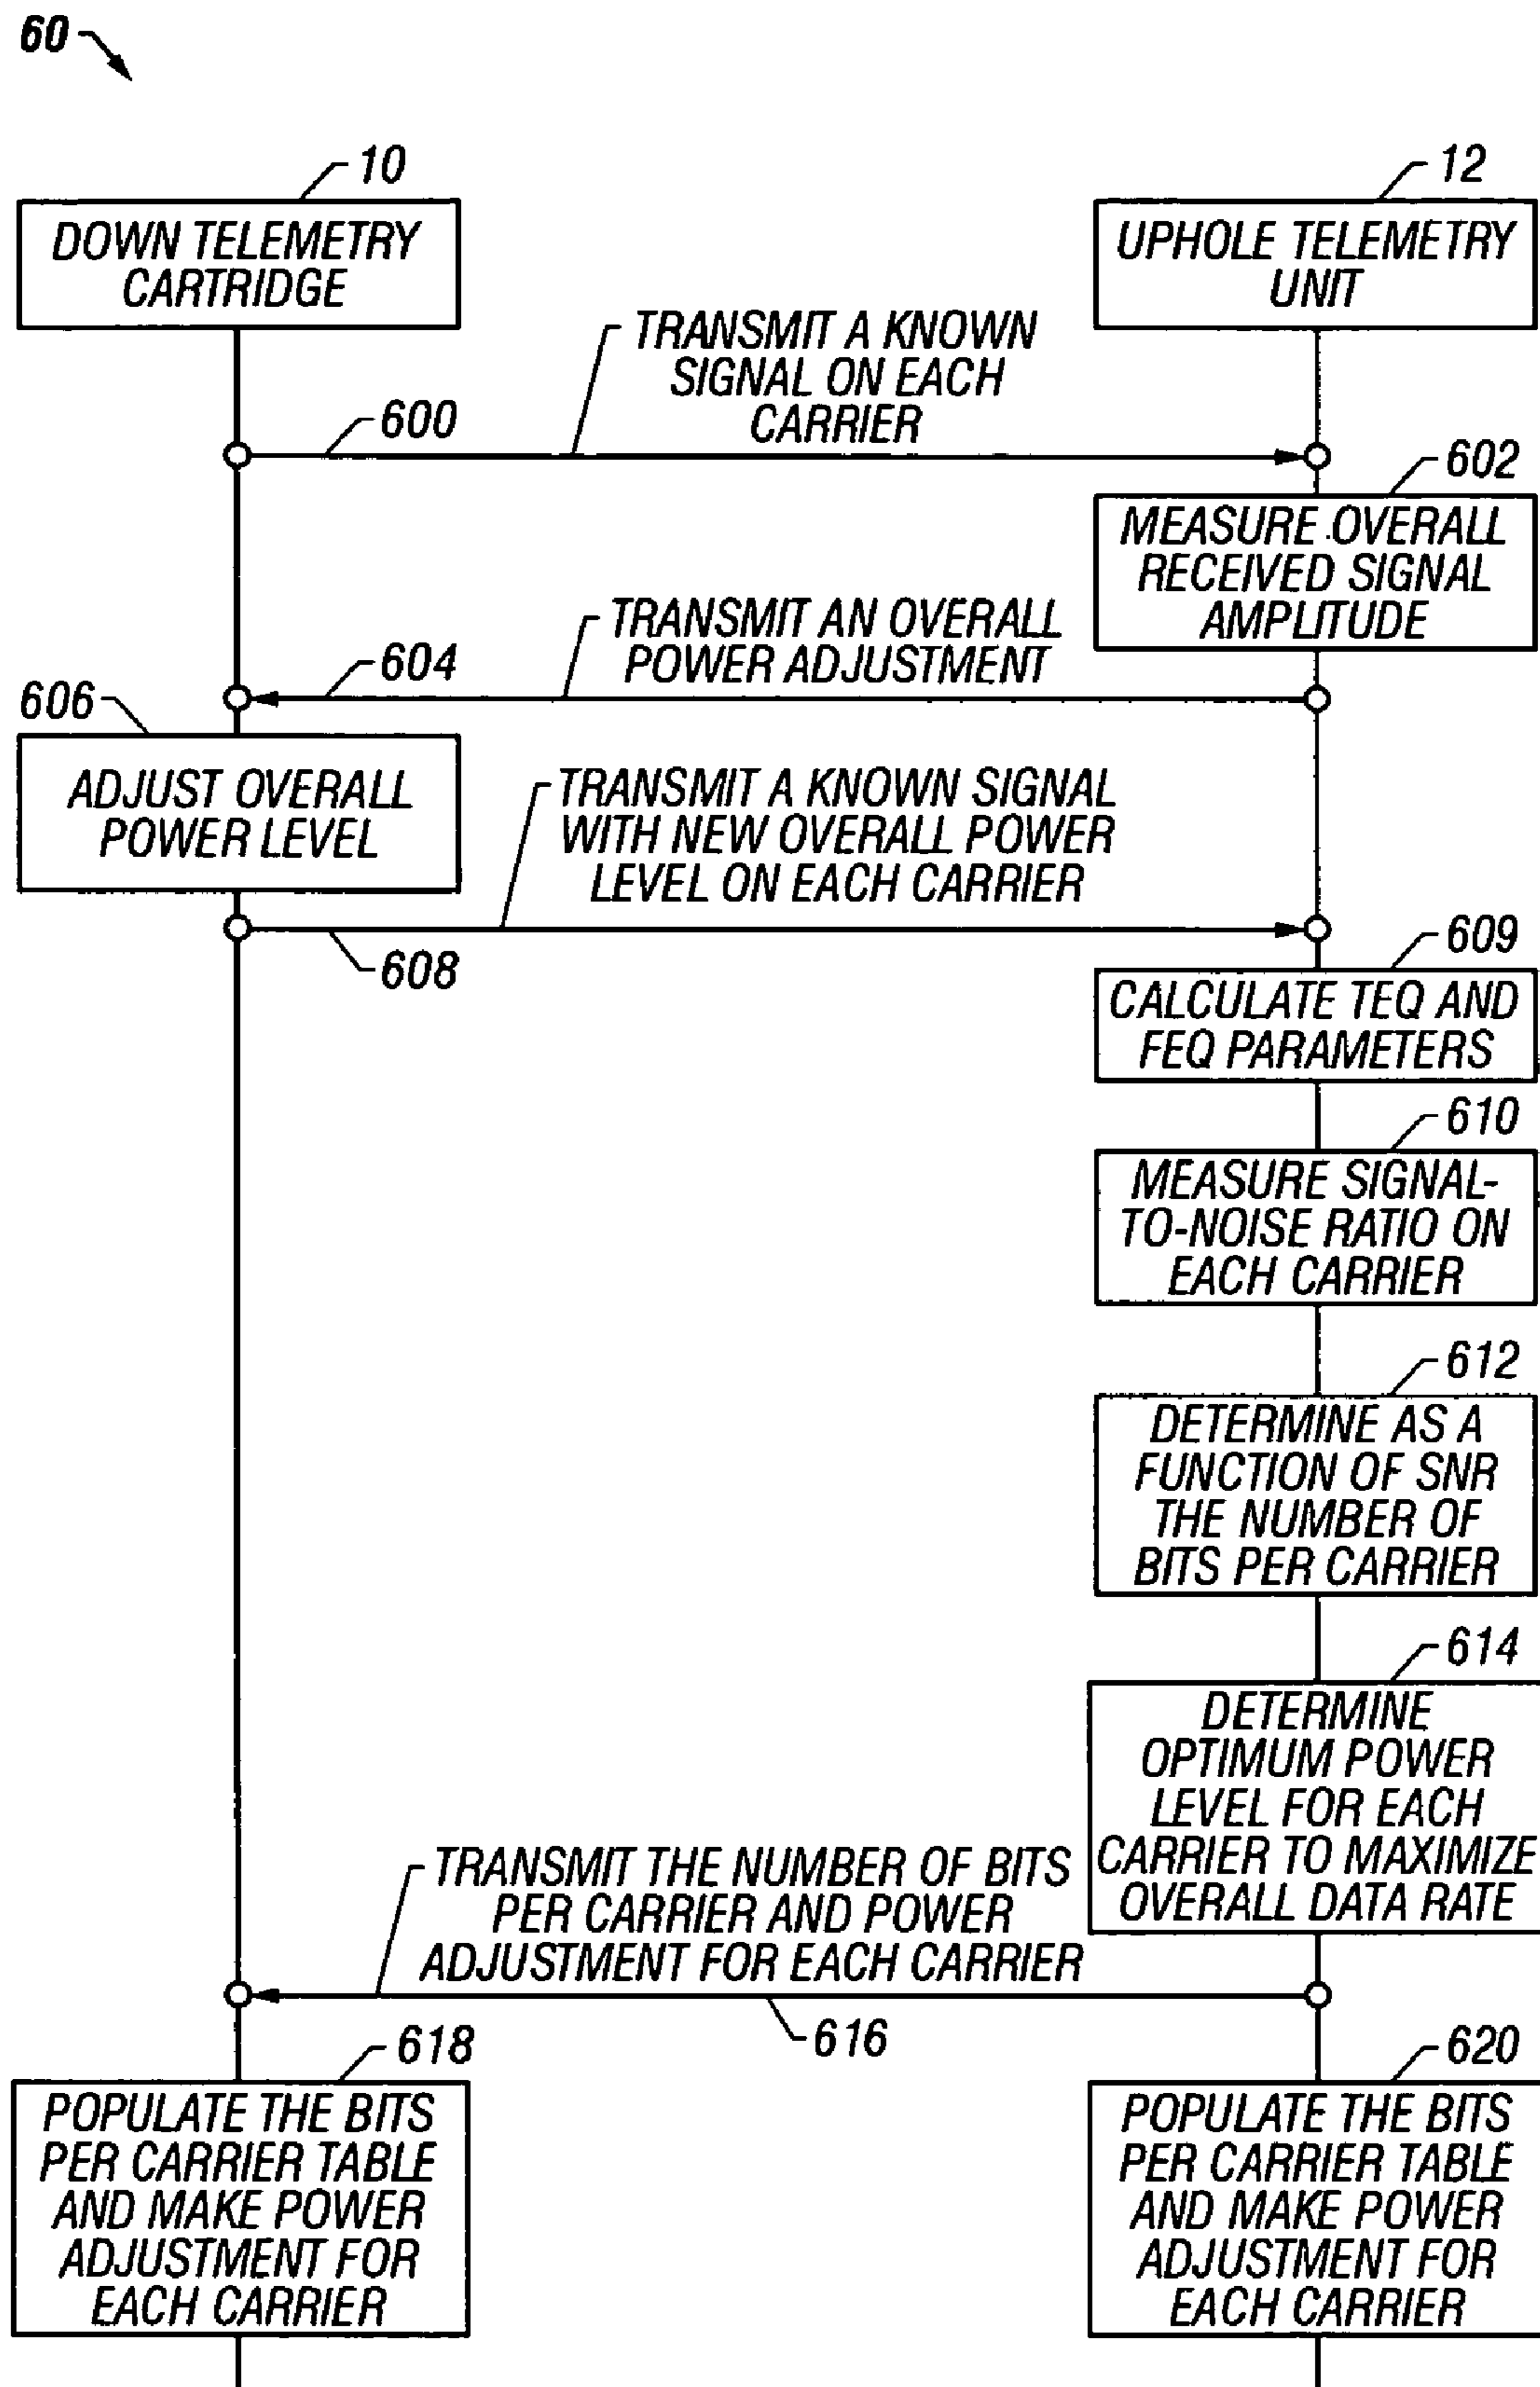 60
10
12
DOWN TELEMETRY
CARTRIDGE
UPHOLE TELEMETRY
UNIT
TRANSMIT A KNOWN
SIGNAL ON EACH
CARRIER
600
602
MEASURE OVERALL
RECEIVED SIGNAL
AMPLITUDE
TRANSMIT AN OVERALL
POWER ADJUSTMENT
604
606
ADJUST OVERALL
POWER LEVEL
TRANSMIT A KNOWN SIGNAL
WITH NEW OVERALL POWER
LEVEL ON EACH CARRIER
608
609
CALCULATE TEQ AND
FEQ PARAMETERS
610
MEASURE SIGNAL-
TO-NOISE RATIO ON
EACH CARRIER
612
DETERMINE AS A
FUNCTION OF SNR
THE NUMBER OF
BITS PER CARRIER
614
DETERMINE
OPTIMUM POWER
LEVEL FOR EACH
CARRIER TO MAXIMIZE
OVERALL DATA RATE
TRANSMIT THE NUMBER OF BITS
PER CARRIER AND POWER
ADJUSTMENT FOR EACH CARRIER
616
618
POPULATE THE BITS
PER CARRIER TABLE
AND MAKE POWER
ADJUSTMENT FOR
EACH CARRIER
620
POPULATE THE BITS
PER CARRIER TABLE
AND MAKE POWER
ADJUSTMENT FOR
EACH CARRIER